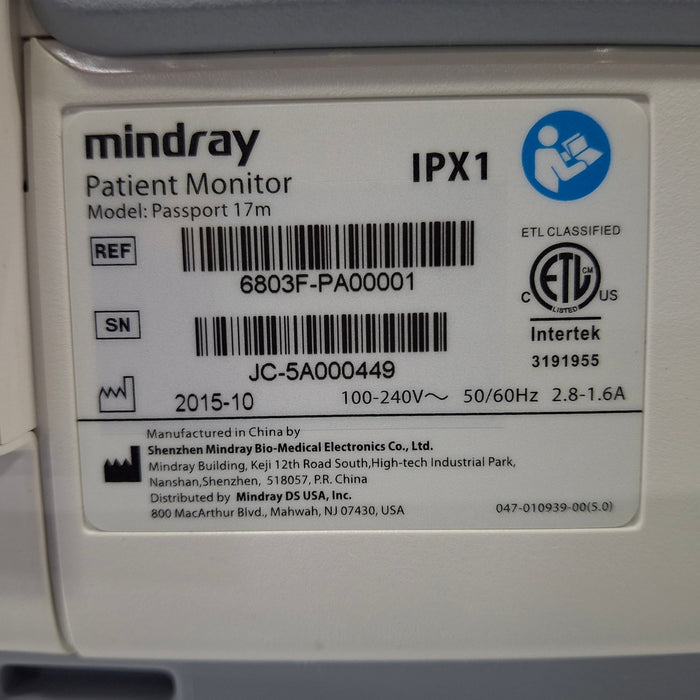 mindray
IPX1
Patient Monitor
Model: Passport 17m
ETL CLASSIFIED
REF
6803F-PA00001
ETL CM
C LISTED US
Intertek
3191955
SN
JC-5A000449
2015-10 100-240V～ 50/60Hz 2.8-1.6A
Manufactured in China by
Shenzhen Mindray Bio-Medical Electronics Co., Ltd.
Mindray Building, Keji 12th Road South,High-tech Industrial Park,
Nanshan,Shenzhen, 518057, P.R. China
Distributed by Mindray DS USA, Inc.
800 MacArthur Blvd., Mahwah, NJ 07430, USA
047-010939-00(5.0)